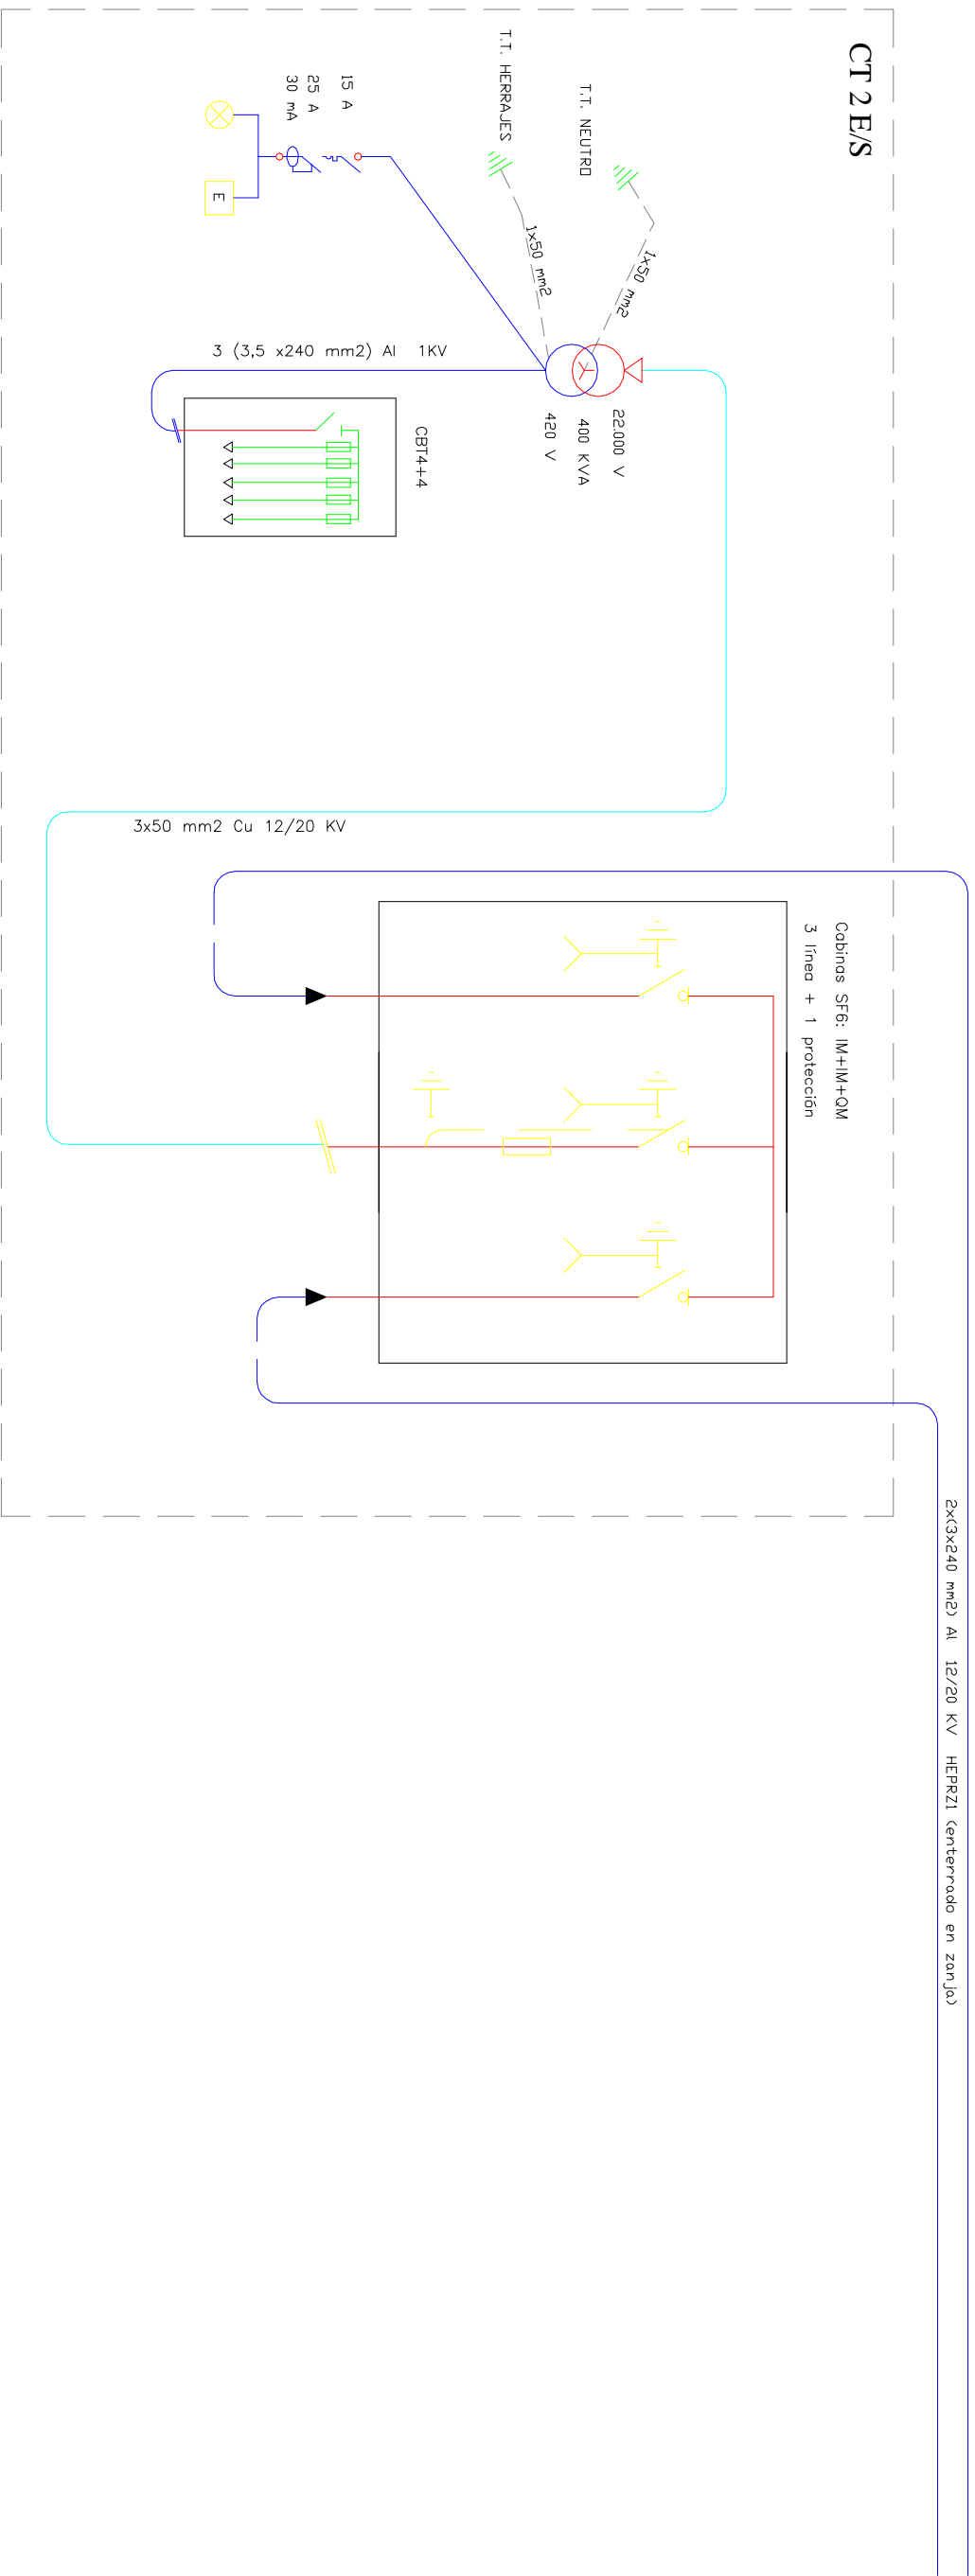 CT 2 E/S
T.T. HERRAJES
T.T. NEUTRO
1x50 mm2
1x50 mm2
15 A
25 A
30 mA
E
22.000 V
400 KVA
420 V
3 (3,5 x240 mm2) Al 1KV
CBT4+4
3x50 mm2 Cu 12/20 KV
Cabinas SF6: IM+IM+QM
3 línea + 1 protección
2x(3x240 mm2) Al 12/20 KV HEPRZ1 (enterrado en zanja)